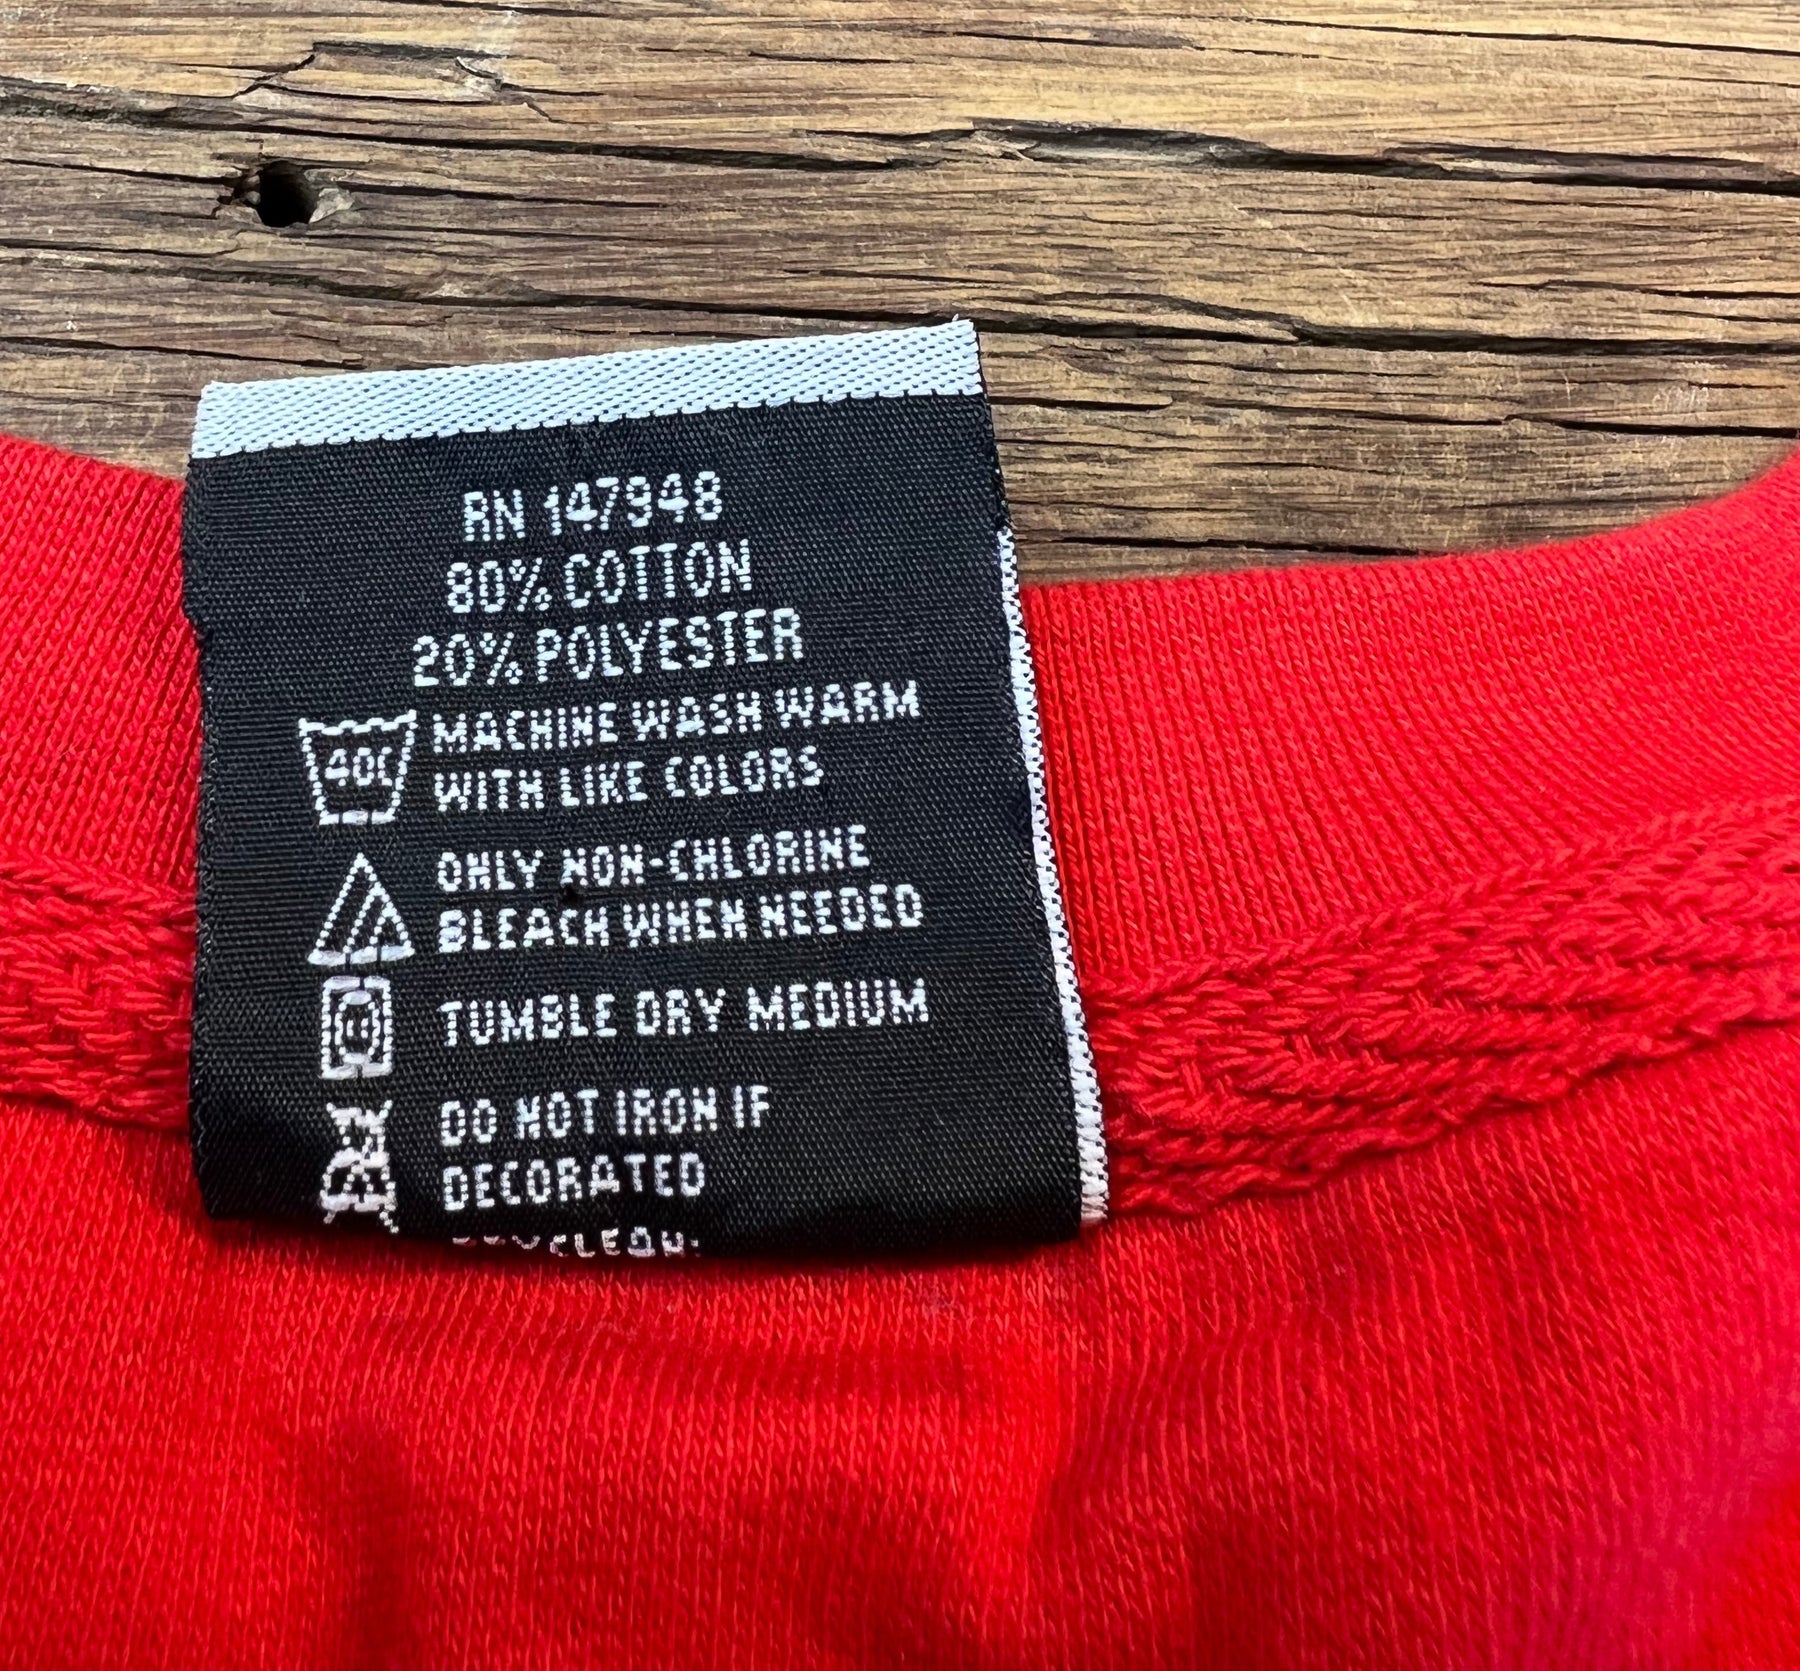 RN 147948
80% COTTON
20% POLYESTER
40C MACHINE WASH WARM
WITH LIKE COLORS
ONLY NON-CHLORINE
BLEACH WHEN NEEDED
TUMBLE DRY MEDIUM
DO NOT IRON IF
DECORATED
CLEAN: